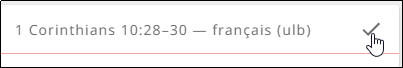 1 Corinthians 10:28–30 — français (ulb)